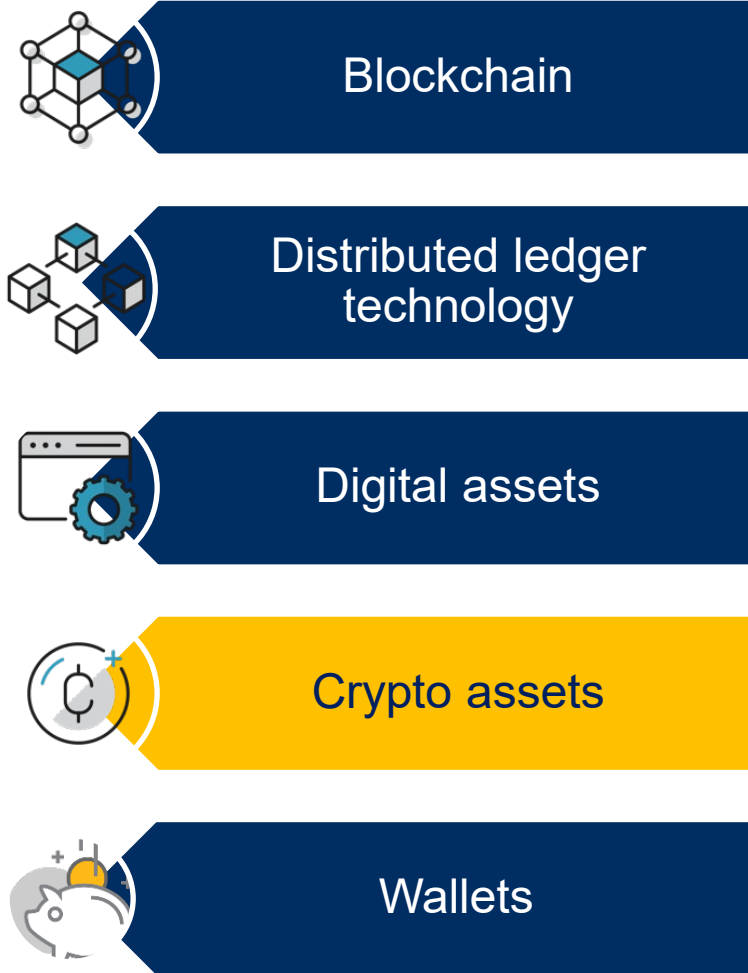 Blockchain
Distributed ledger
technology
Digital assets
Crypto assets
Wallets